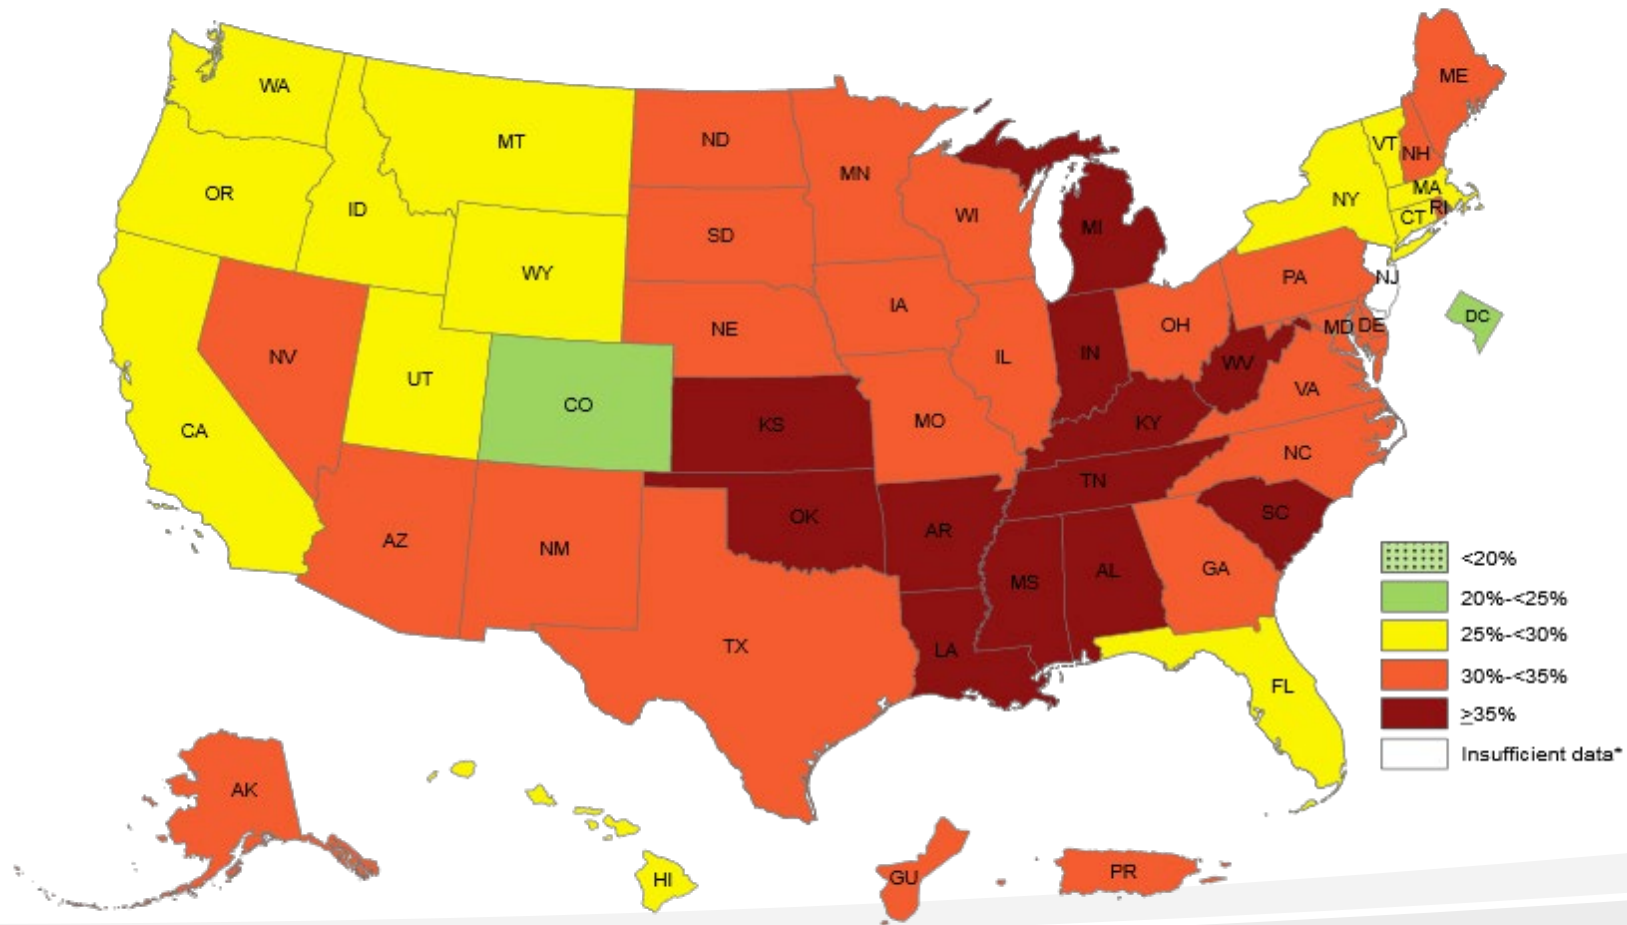 WA
MT
ND
MN
ME
VT
NH
OR
ID
SD
WI
MI
NY
MA
CT
RI
WY
NE
IA
PA
NJ
NV
UT
CO
KS
MO
IL
IN
OH
WV
MD
DE
DC
VA
CA
KY
NC
TN
AZ
NM
OK
AR
SC
MS
AL
GA
TX
LA
FL
AK
HI
GU
PR
<20%
20%-<25%
25%-<30%
30%-<35%
≥35%
Insufficient data*